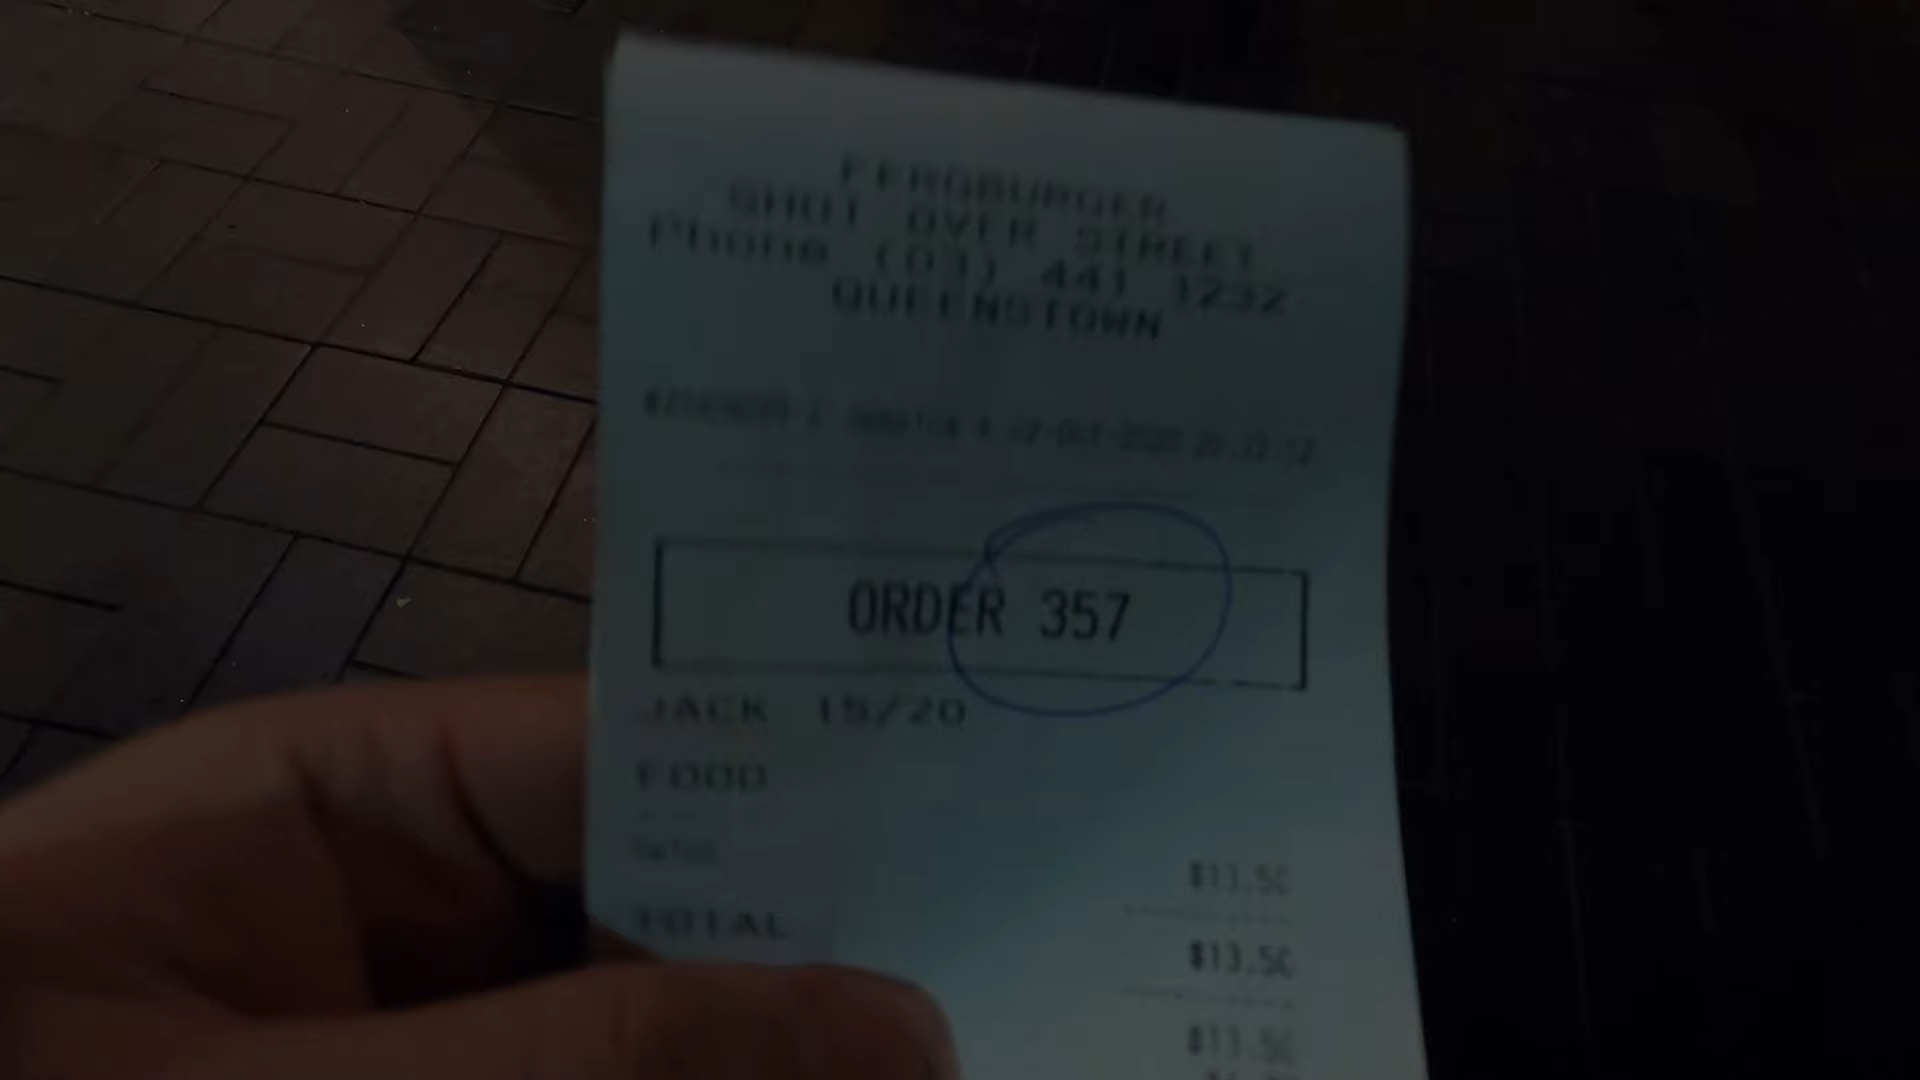 FERGBURGER
SHOT OVER STREET
Phone (03) 441 1232
QUEENSTOWN
ORDER 357
JACK 15/20
FOOD
$13.50
TOTAL
$13.50
$13.50